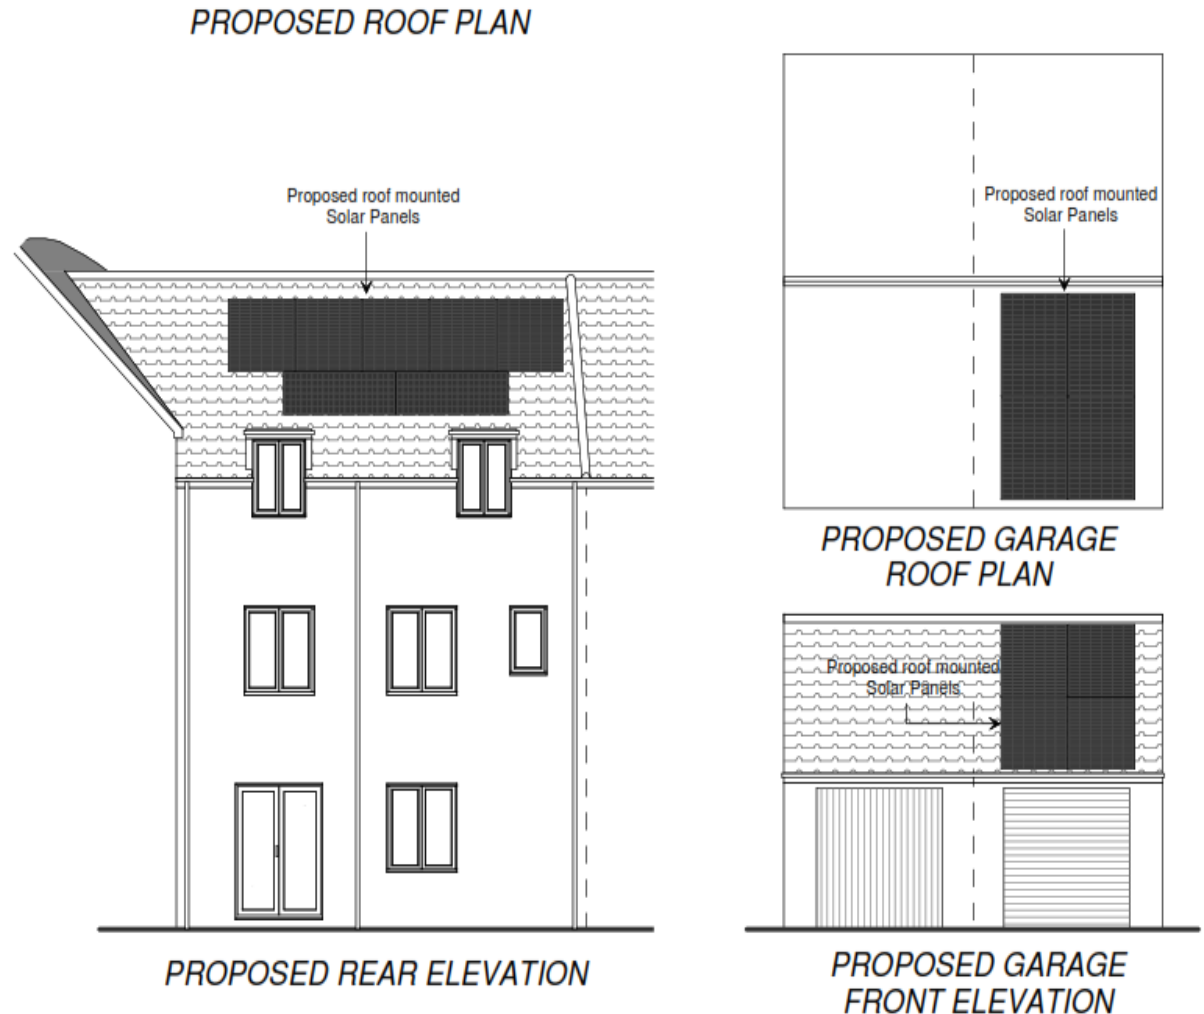 PROPOSED ROOF PLAN
Proposed roof mounted
Solar Panels
PROPOSED REAR ELEVATION
Proposed roof mounted
Solar Panels
PROPOSED GARAGE
ROOF PLAN
Proposed roof mounted
Solar Panels
PROPOSED GARAGE
FRONT ELEVATION